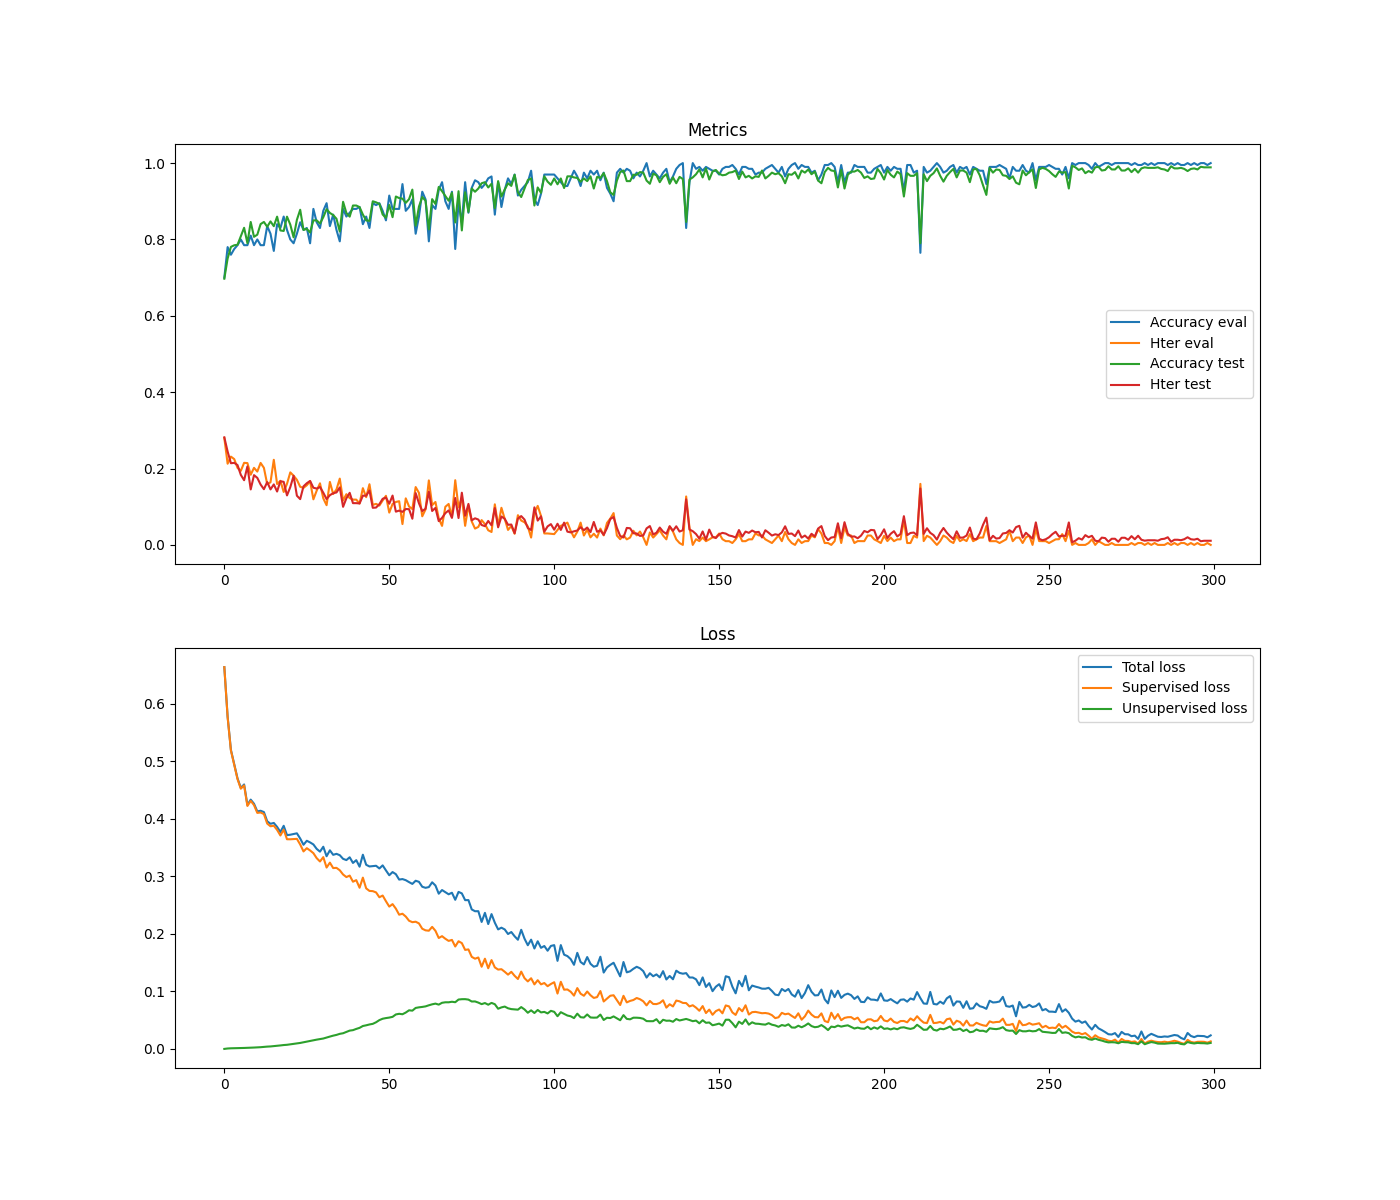 Metrics
1.0
0.8
0.6
0.4
0.2
0.0
Accuracy eval
Hter eval
Accuracy test
Hter test
0 50 100 150 200 250 300
Loss
0.6
0.5
0.4
0.3
0.2
0.1
0.0
Total loss
Supervised loss
Unsupervised loss
0 50 100 150 200 250 300